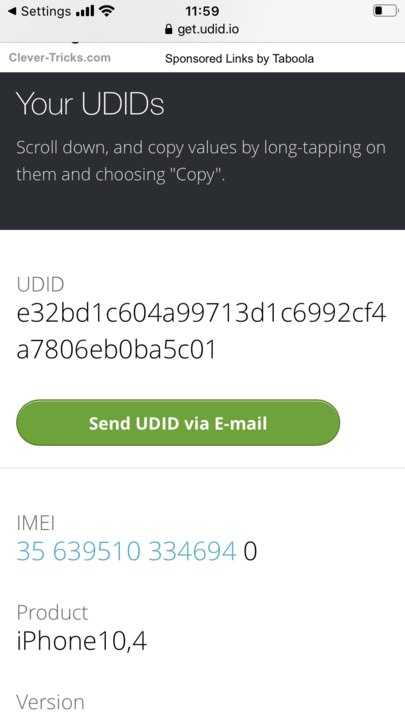 ◀ Settings 11:59
get.udid.io
Clever-Tricks.com Sponsored Links by Taboola
Your UDIDs
Scroll down, and copy values by long-tapping on
them and choosing "Copy".
UDID
e32bd1c604a99713d1c6992cf4
a7806eb0ba5c01
Send UDID via E-mail
IMEI
35 639510 334694 0
Product
iPhone10,4
Version